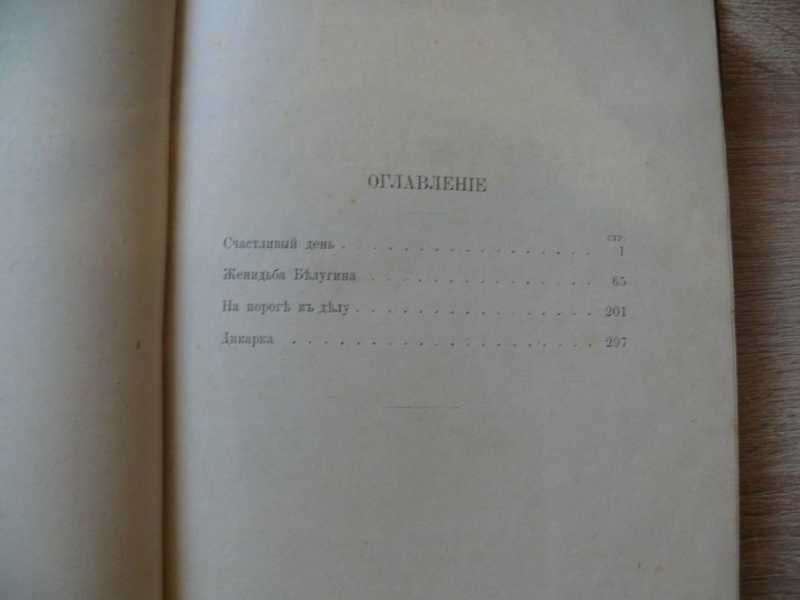 ОГЛАВЛЕНІЕ
СТР.
Счастливый день . . . . . . . . . . . . . . . . 1
Женидьба Бѣлугина . . . . . . . . . . . . . . 65
На порогѣ къ дѣлу . . . . . . . . . . . . . . . 201
Дикарка . . . . . . . . . . . . . . . . . . 297